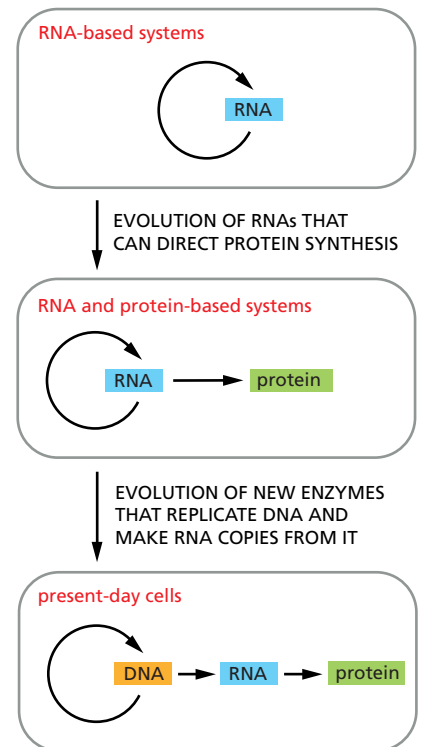 RNA-based systems
RNA
EVOLUTION OF RNAs THAT
CAN DIRECT PROTEIN SYNTHESIS
RNA and protein-based systems
RNA protein
EVOLUTION OF NEW ENZYMES
THAT REPLICATE DNA AND
MAKE RNA COPIES FROM IT
present-day cells
DNA RNA protein